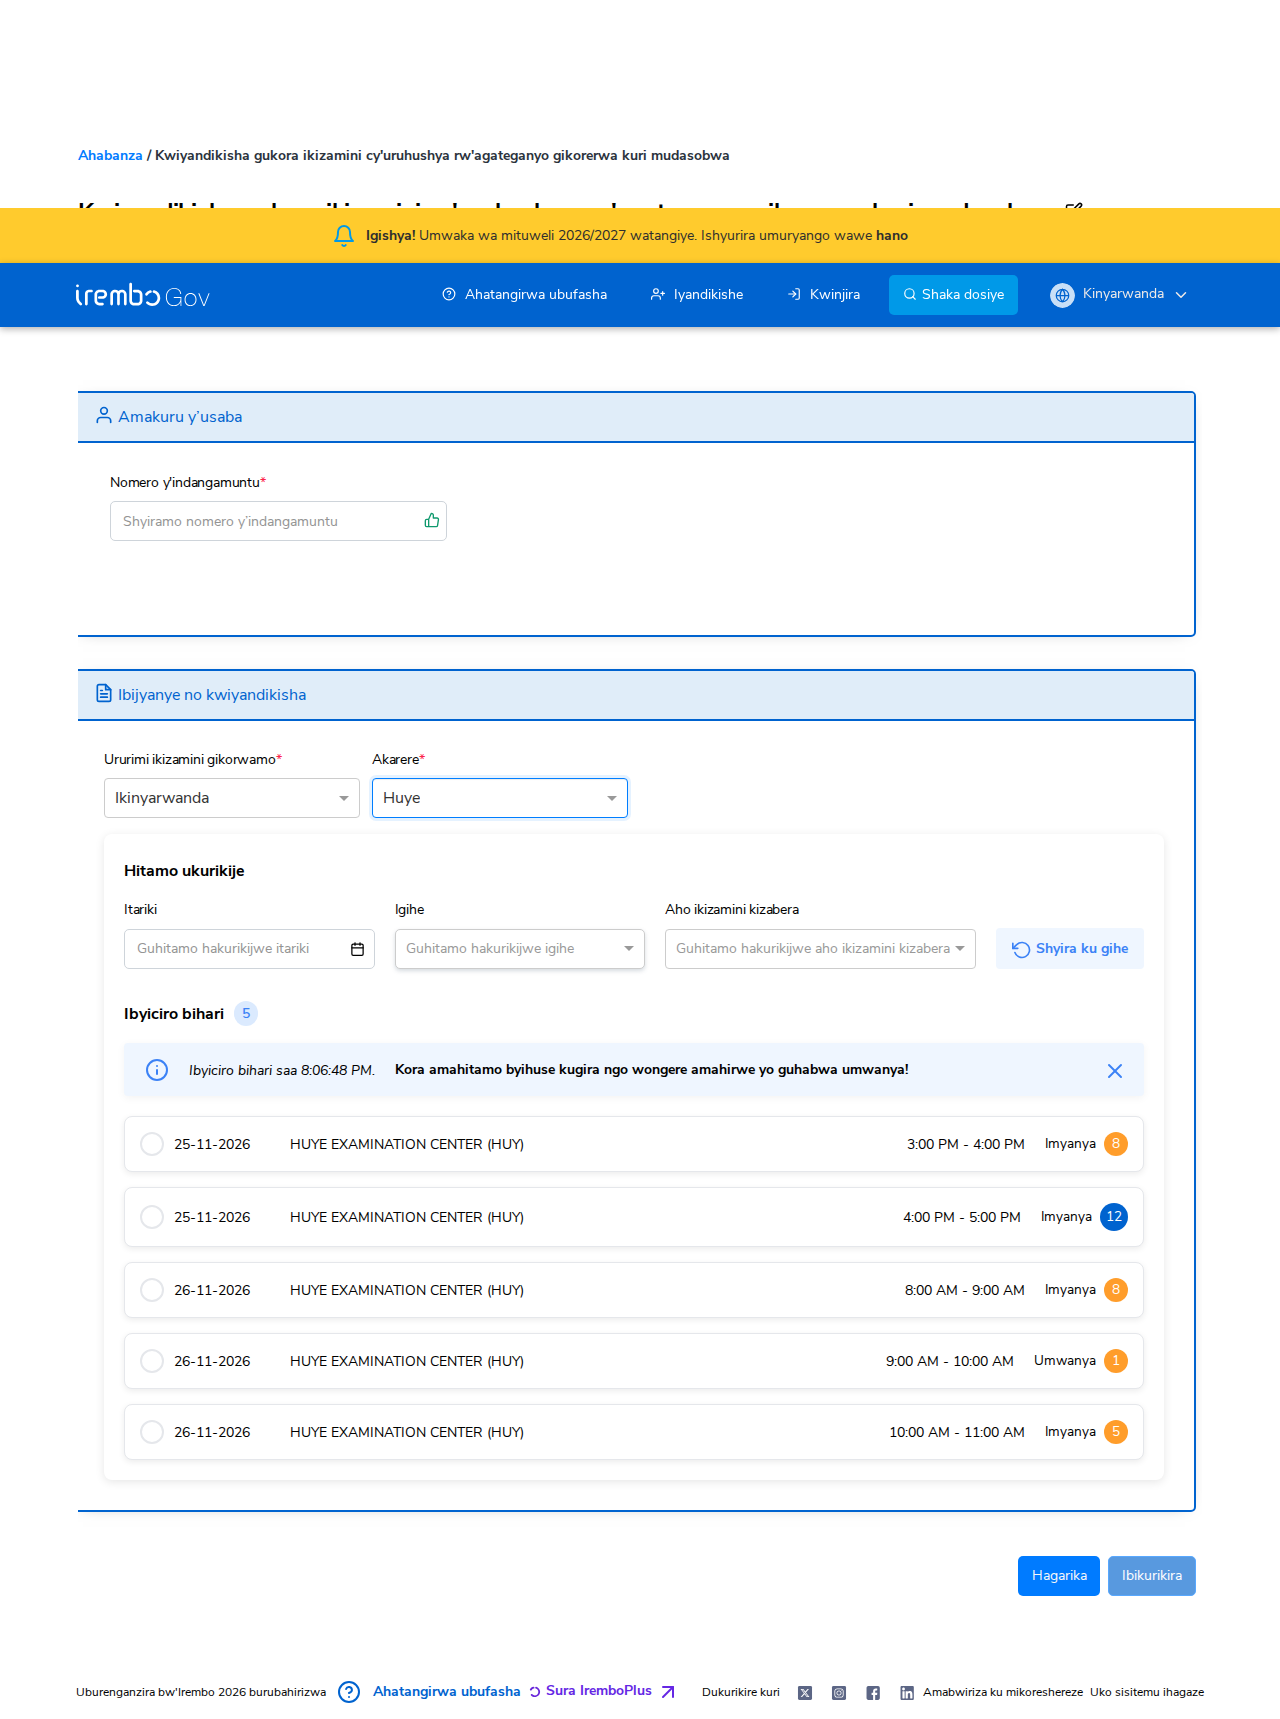 Ahabanza / Kwiyandikisha gukora ikizamini cy'uruhushya rw'agateganyo gikorerwa kuri mudasobwa
Igishya! Umwaka wa mituweli 2026/2027 watangiye. Ishyurira umuryango wawe hano
irembo Gov
Ahatangirwa ubufasha
Iyandikishe
Kwinjira
Shaka dosiye
Kinyarwanda
Amakuru y’usaba
Nomero y'indangamuntu*
Shyiramo nomero y’indangamuntu
Ibijyanye no kwiyandikisha
Ururimi ikizamini gikorwamo*
Akarere*
Ikinyarwanda
Huye
Hitamo ukurikije
Itariki
Igihe
Aho ikizamini kizabera
Guhitamo hakurikijwe itariki
Guhitamo hakurikijwe igihe
Guhitamo hakurikijwe aho ikizamini kizabera
Shyira ku gihe
Ibyiciro bihari 5
Ibyiciro bihari saa 8:06:48 PM. Kora amahitamo byihuse kugira ngo wongere amahirwe yo guhabwa umwanya!
25-11-2026 HUYE EXAMINATION CENTER (HUY) 3:00 PM - 4:00 PM Imyanya 8
25-11-2026 HUYE EXAMINATION CENTER (HUY) 4:00 PM - 5:00 PM Imyanya 12
26-11-2026 HUYE EXAMINATION CENTER (HUY) 8:00 AM - 9:00 AM Imyanya 8
26-11-2026 HUYE EXAMINATION CENTER (HUY) 9:00 AM - 10:00 AM Umwanya 1
26-11-2026 HUYE EXAMINATION CENTER (HUY) 10:00 AM - 11:00 AM Imyanya 5
Hagarika
Ibikurikira
Uburenganzira bw'Irembo 2026 burubahirizwa
Ahatangirwa ubufasha
Sura IremboPlus
Dukurikire kuri
Amabwiriza ku mikoreshereze
Uko sisitemu ihagaze